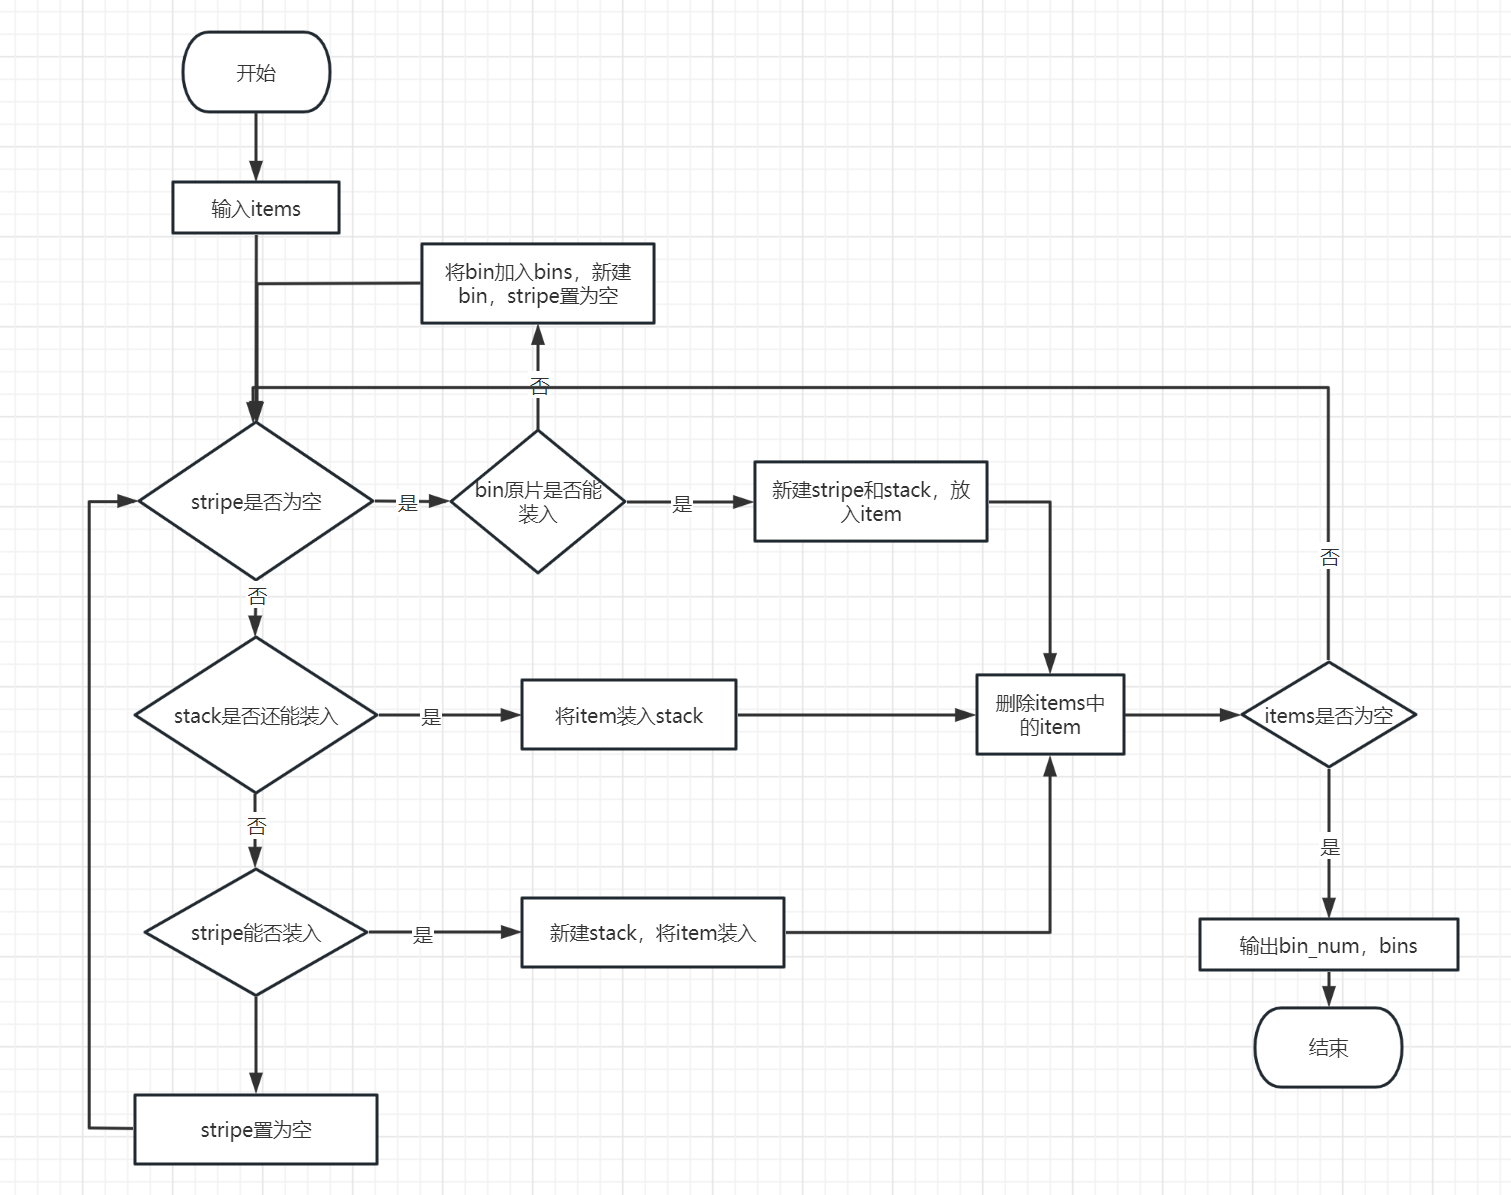 开始
输入items
将bin加入bins，新建
bin，stripe置为空
否
stripe是否为空
是
bin原片是否能
装入
是
新建stripe和stack，放
入item
否
否
stack是否还能装入
是
将item装入stack
删除items中
的item
items是否为空
否
是
stripe能否装入
是
新建stack，将item装入
输出bin_num，bins
结束
stripe置为空